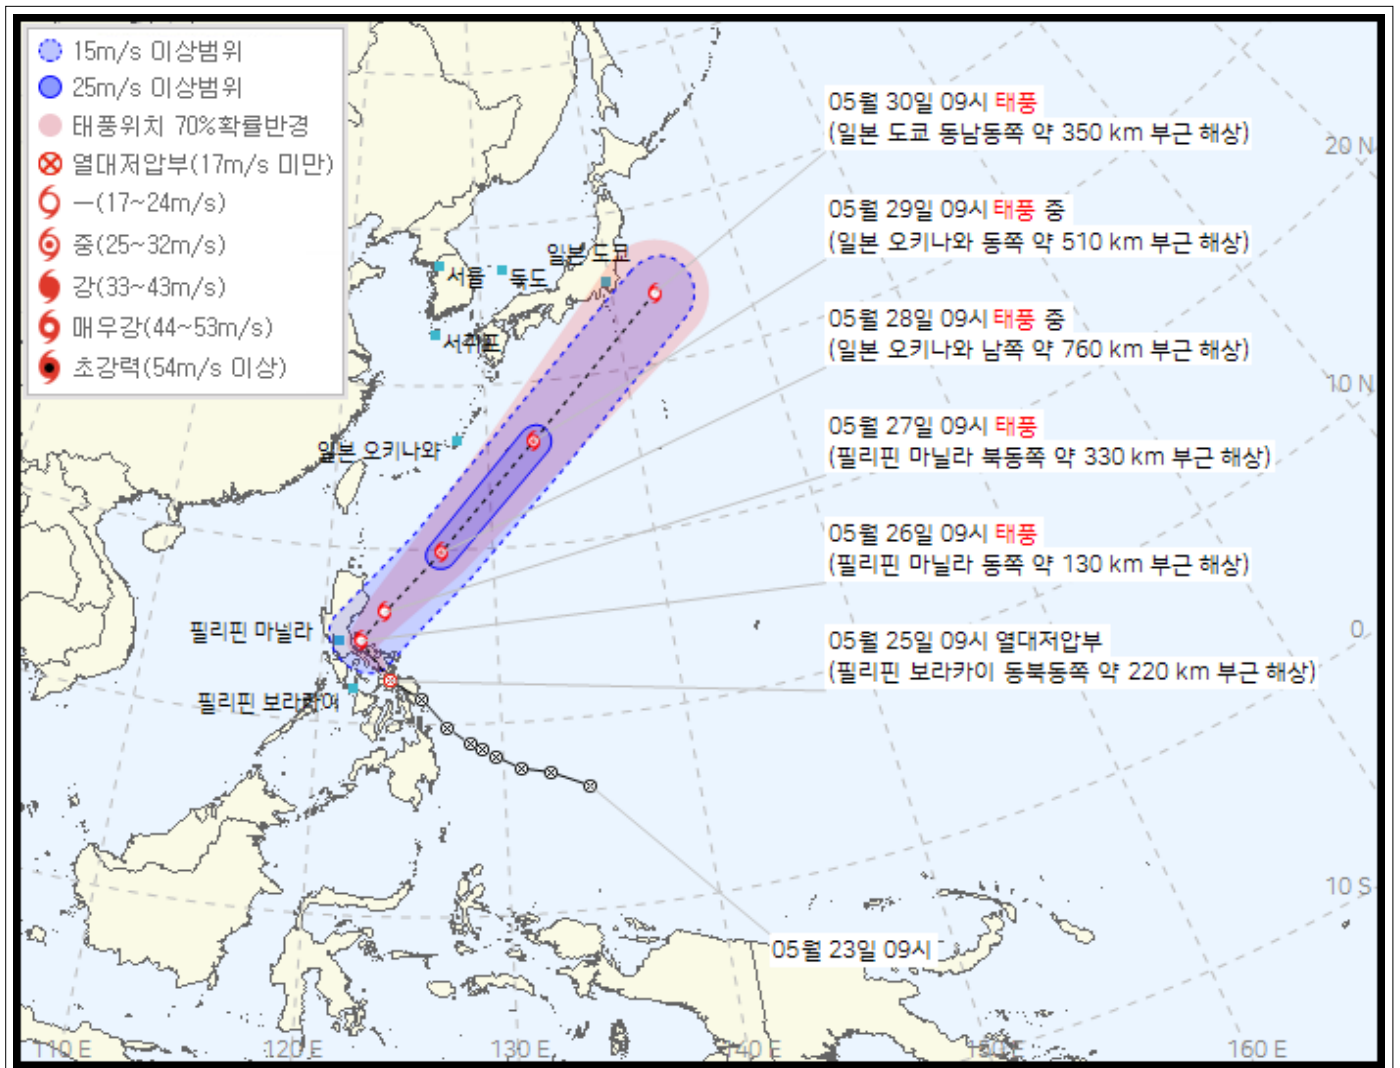 15m/s 이상범위
25m/s 이상범위
태풍위치 70%확률반경
열대저압부(17m/s 미만)
ㅡ(17~24m/s)
중(25~32m/s)
강(33~43m/s)
매우강(44~53m/s)
초강력(54m/s 이상)
05월 30일 09시 태풍
(일본 도쿄 동남동쪽 약 350 km 부근 해상)
20 N
05월 29일 09시 태풍 중
(일본 오키나와 동쪽 약 510 km 부근 해상)
일본 도쿄
서울
독도
05월 28일 09시 태풍 중
(일본 오키나와 남쪽 약 760 km 부근 해상)
서귀포
10 N
05월 27일 09시 태풍
(필리핀 마닐라 북동쪽 약 330 km 부근 해상)
일본 오키나와
05월 26일 09시 태풍
(필리핀 마닐라 동쪽 약 130 km 부근 해상)
필리핀 마닐라
0
05월 25일 09시 열대저압부
(필리핀 보라카이 동북동쪽 약 220 km 부근 해상)
필리핀 보라카이
10 S
05월 23일 09시
110 E
120 E
130 E
140 E
150 E
160 E